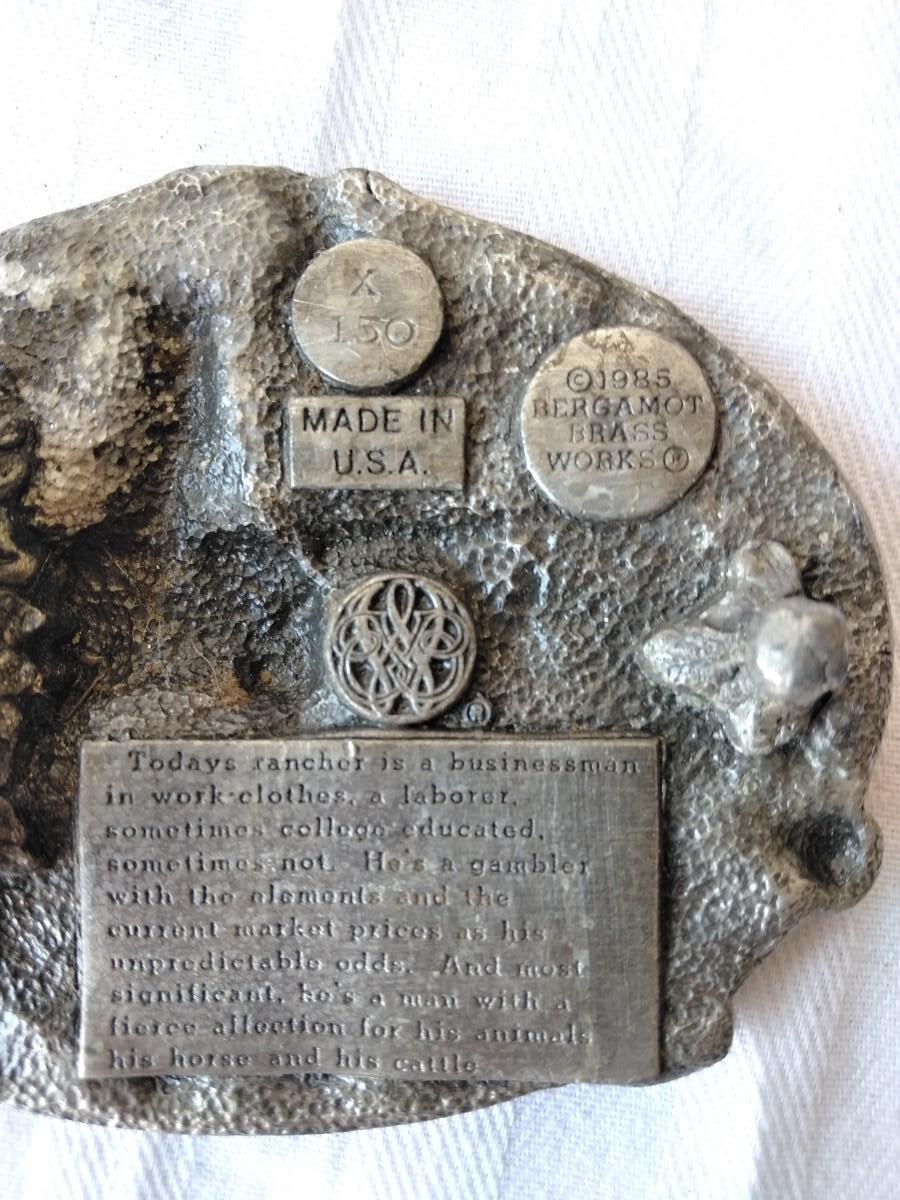 X
150
MADE IN
U.S.A.
©1985
BERGAMOT
BRASS
WORKS®
®
Todays rancher is a businessman
in work-clothes, a laborer,
sometimes college educated,
sometimes not. He's a gambler
with the elements and the
current market prices as his
unpredictable odds. And most
significant, he's a man with a
fierce affection for his animals
his horse and his cattle